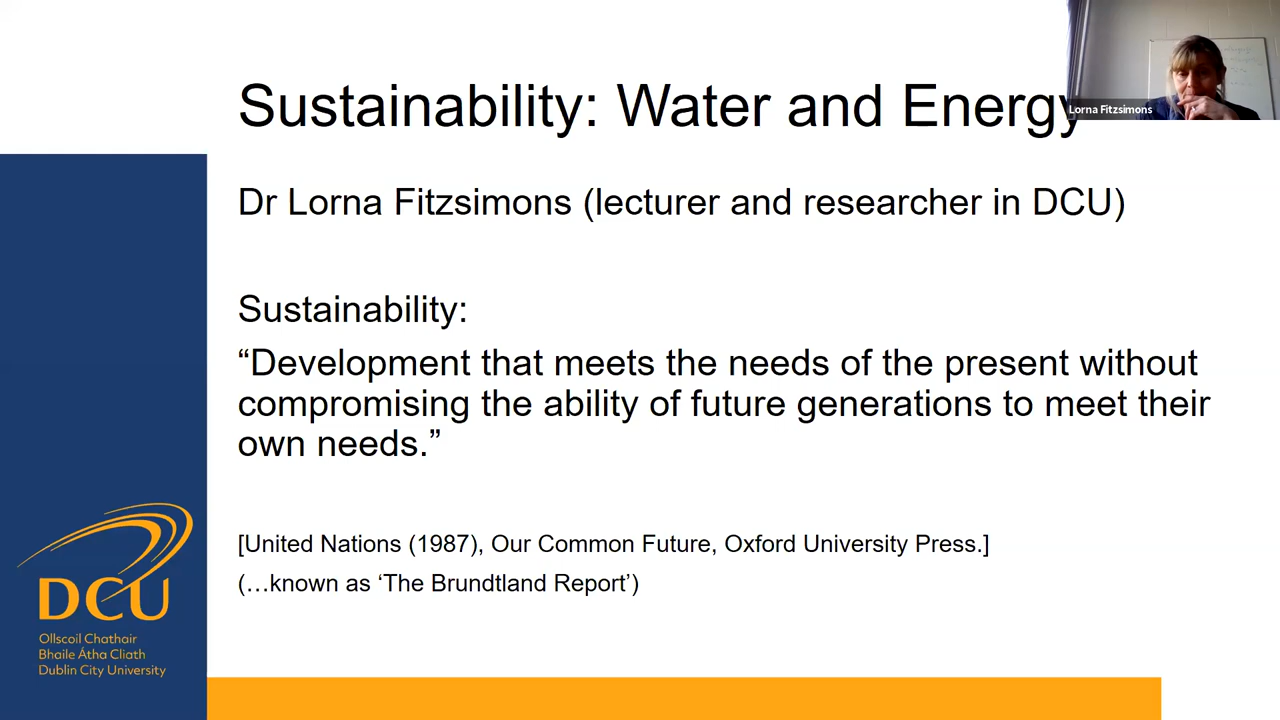 Sustainability: Water and Energy
Lorna Fitzsimons
Dr Lorna Fitzsimons (lecturer and researcher in DCU)
Sustainability:
“Development that meets the needs of the present without
compromising the ability of future generations to meet their
own needs.”
[United Nations (1987), Our Common Future, Oxford University Press.]
(…known as ‘The Brundtland Report’)
DCU
Ollscoil Chathair
Bhaile Átha Cliath
Dublin City University